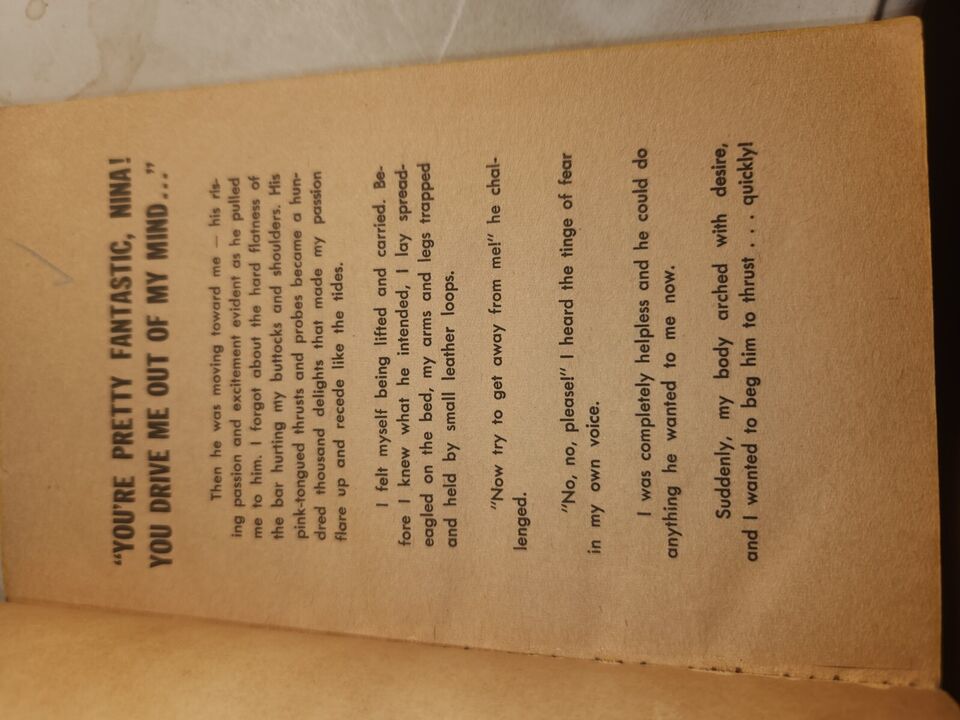 "YOU'RE PRETTY FANTASTIC, NINA!
YOU DRIVE ME OUT OF MY MIND..."
Then he was moving toward me — his ris-
ing passion and excitement evident as he pulled
me to him. I forgot about the hard flatness of
the bar hurting my buttocks and shoulders. His
pink-tongued thrusts and probes became a hun-
dred thousand delights that made my passion
flare up and recede like the tides.
I felt myself being lifted and carried. Be-
fore I knew what he intended, I lay spread-
eagled on the bed, my arms and legs trapped
and held by small leather loops.
"Now try to get away from me!" he chal-
lenged.
"No, no, please!" I heard the tinge of fear
in my own voice.
I was completely helpless and he could do
anything he wanted to me now.
Suddenly, my body arched with desire,
and I wanted to beg him to thrust . . . quickly!